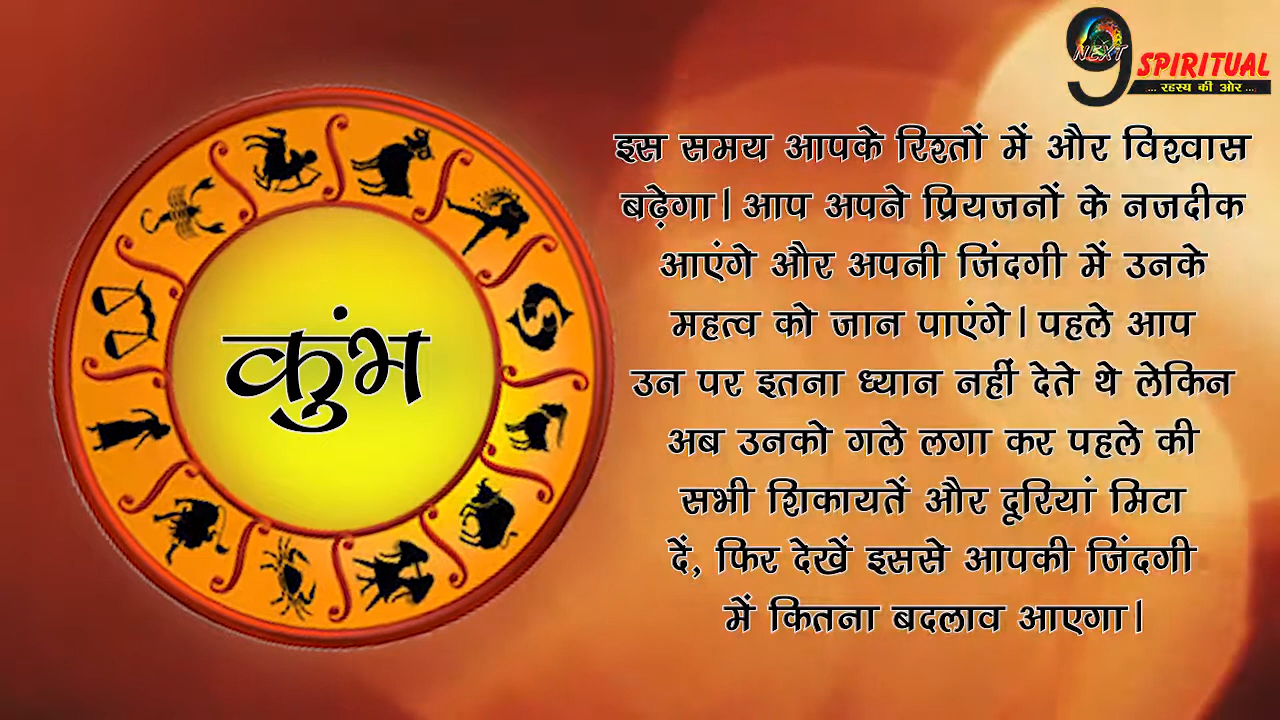 9
NEXT
SPIRITUAL
... रहस्य की ओर ...
कुंभ
इस समय आपके रिश्तों में और विश्वास
बढ़ेगा। आप अपने प्रियजनों के नजदीक
आएंगे और अपनी जिंदगी में उनके
महत्व को जान पाएंगे। पहले आप
उन पर इतना ध्यान नहीं देते थे लेकिन
अब उनको गले लगा कर पहले की
सभी शिकायतें और दूरियां मिटा
दें, फिर देखें इससे आपकी जिंदगी
में कितना बदलाव आएगा।